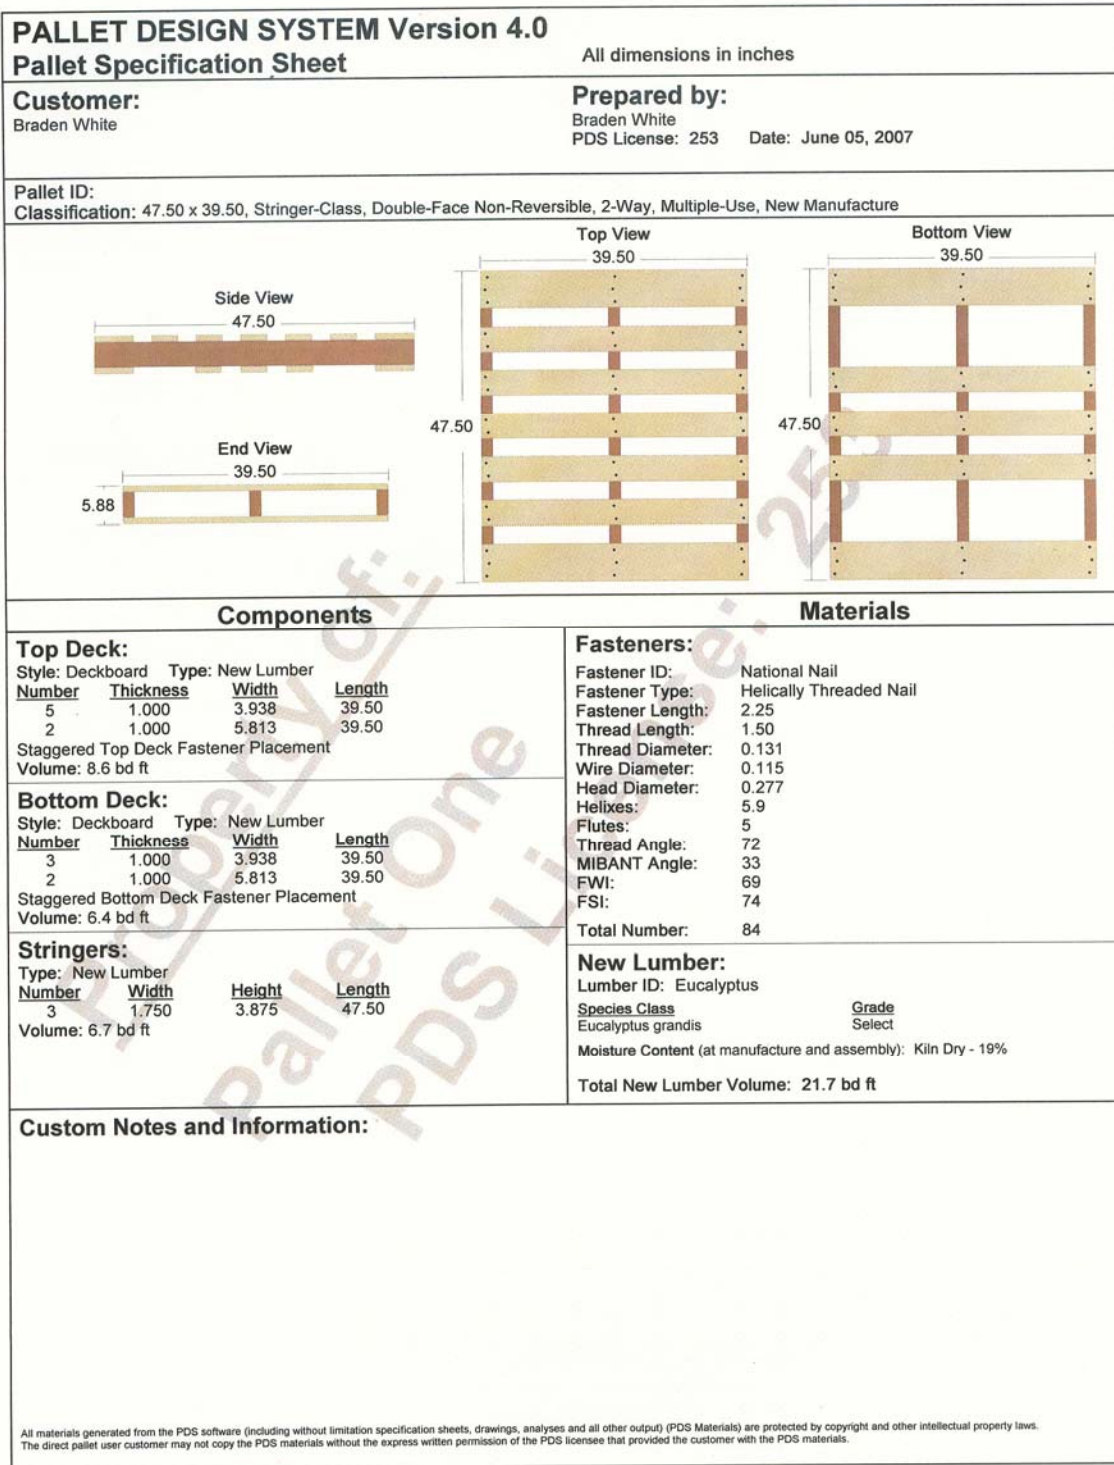 PALLET DESIGN SYSTEM Version 4.0
Pallet Specification Sheet
All dimensions in inches
Customer:
Braden White
Prepared by:
Braden White
PDS License: 253 Date: June 05, 2007
Pallet ID:
Classification: 47.50 x 39.50, Stringer-Class, Double-Face Non-Reversible, 2-Way, Multiple-Use, New Manufacture
Side View
47.50
End View
39.50
5.88
Top View
39.50
47.50
Bottom View
39.50
47.50
Components
Top Deck:
Style: Deckboard Type: New Lumber
Number Thickness Width Length
5 1.000 3.938 39.50
2 1.000 5.813 39.50
Staggered Top Deck Fastener Placement
Volume: 8.6 bd ft
Bottom Deck:
Style: Deckboard Type: New Lumber
Number Thickness Width Length
3 1.000 3.938 39.50
2 1.000 5.813 39.50
Staggered Bottom Deck Fastener Placement
Volume: 6.4 bd ft
Stringers:
Type: New Lumber
Number Width Height Length
3 1.750 3.875 47.50
Volume: 6.7 bd ft
Materials
Fasteners:
Fastener ID: National Nail
Fastener Type: Helically Threaded Nail
Fastener Length: 2.25
Thread Length: 1.50
Thread Diameter: 0.131
Wire Diameter: 0.115
Head Diameter: 0.277
Helixes: 5.9
Flutes: 5
Thread Angle: 72
MIBANT Angle: 33
FWI: 69
FSI: 74
Total Number: 84
New Lumber:
Lumber ID: Eucalyptus
Species Class Grade
Eucalyptus grandis Select
Moisture Content (at manufacture and assembly): Kiln Dry - 19%
Total New Lumber Volume: 21.7 bd ft
Custom Notes and Information:
Property of:
Pallet One
PDS License: 253
All materials generated from the PDS software (including without limitation specification sheets, drawings, analyses and all other output) (PDS Materials) are protected by copyright and other intellectual property laws.
The direct pallet user customer may not copy the PDS materials without the express written permission of the PDS licensee that provided the customer with the PDS materials.